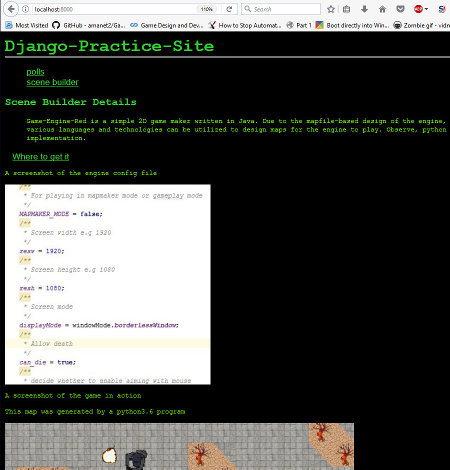 localhost:8000
110%
Search
Most Visited
GitHub - amanet2/Ga...
Game Design and Dev...
How to Stop Automat...
Part 1
Boot directly into Win...
Zombie gif - vidn
Django-Practice-Site
polls
scene builder
Scene Builder Details
Game-Engine-Red is a simple 2D game maker written in Java. Due to the mapfile-based design of the engine,
various languages and technologies can be utilized to design maps for the engine to play. Observe, python
implementation.
Where to get it
A screenshot of the engine config file
/**
* For playing in mapmaker mode or gameplay mode
*/
MAPMAKER_MODE = false;
/**
* Screen width e.g 1920
*/
resw = 1920;
/**
* Screen height e.g 1080
*/
resh = 1080;
/**
* Screen mode
*/
displayMode = windowMode.borderlessWindow;
/**
* Allow death
*/
can_die = true;
/**
* decide whether to enable aiming with mouse
A screenshot of the game in action
This map was generated by a python3.6 program